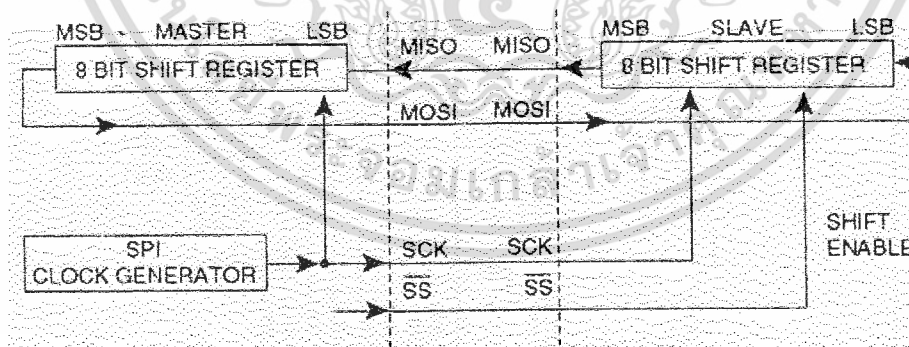 MSB - MASTER LSB
8 BIT SHIFT REGISTER
MISO MISO
MSB SLAVE LSB
8 BIT SHIFT REGISTER
MOSI MOSI
SPI
CLOCK GENERATOR
SCK SCK
SS SS
SHIFT
ENABLE